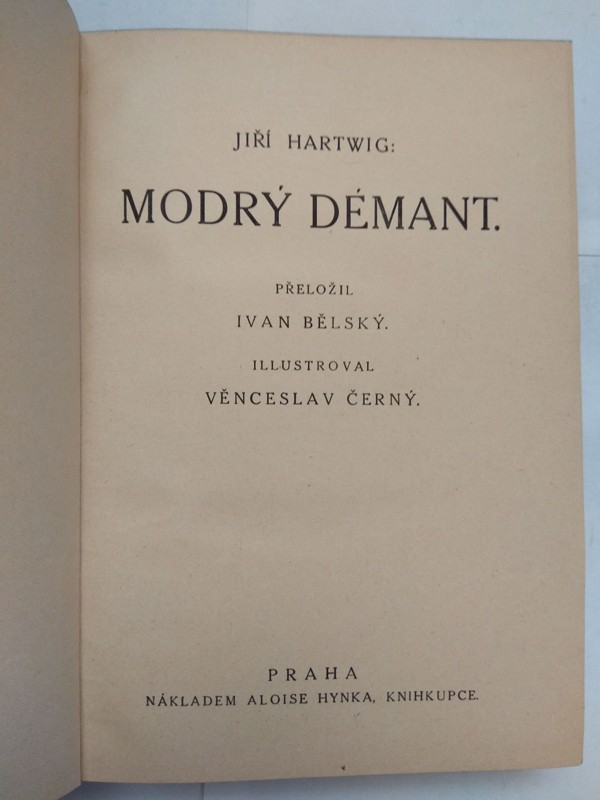 JIŘÍ HARTWIG:
MODRÝ DÉMANT.
PŘELOŽIL
IVAN BĚLSKÝ.
ILLUSTROVAL
VĚNCESLAV ČERNÝ.
PRAHA
NÁKLADEM ALOISE HYNKA, KNIHKUPCE.